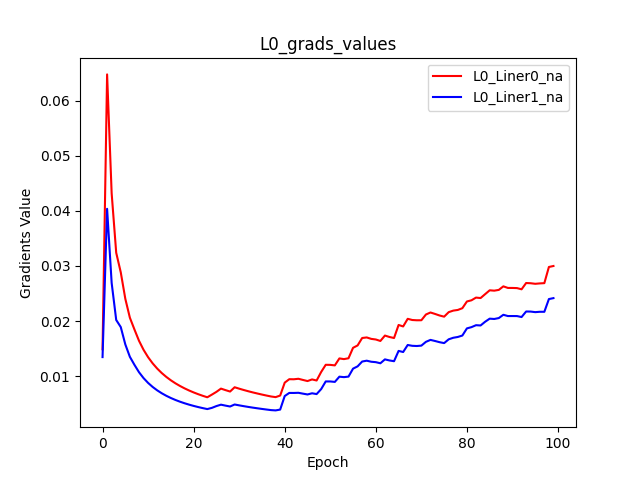 L0_grads_values
L0_Liner0_na
L0_Liner1_na
Gradients Value
0.06
0.05
0.04
0.03
0.02
0.01
0 20 40 60 80 100
Epoch